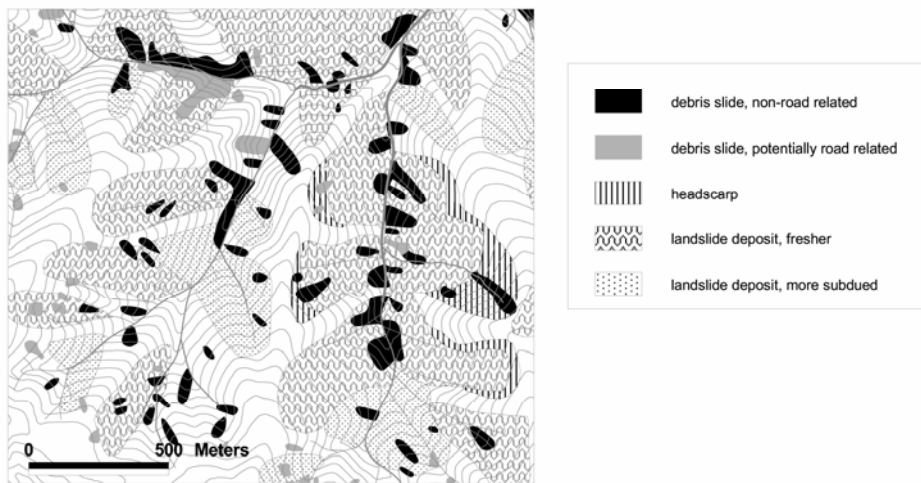 debris slide, non-road related
debris slide, potentially road related
headscarp
landslide deposit, fresher
landslide deposit, more subdued
0 500 Meters